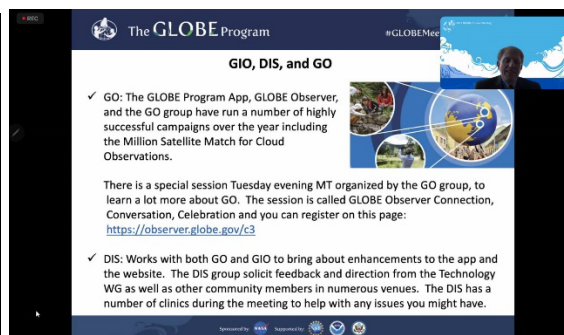 REC
The GLOBE Program
#GLOBEMee
GIO, DIS, and GO
✓ GO: The GLOBE Program App, GLOBE Observer,
and the GO group have run a number of highly
successful campaigns over the year including
the Million Satellite Match for Cloud
Observations.
There is a special session Tuesday evening MT organized by the GO group, to
learn a lot more about GO. The session is called GLOBE Observer Connection,
Conversation, Celebration and you can register on this page:
https://observer.globe.gov/c3
✓ DIS: Works with both GO and GIO to bring about enhancements to the app and
the website. The DIS group solicit feedback and direction from the Technology
WG as well as other community members in numerous venues. The DIS has a
number of clinics during the meeting to help with any issues you might have.
Sponsored by: NASA Supported by: